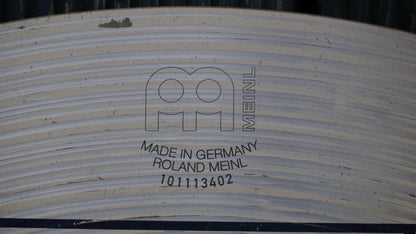 MEINL
MADE IN GERMANY
ROLAND MEINL
101113402